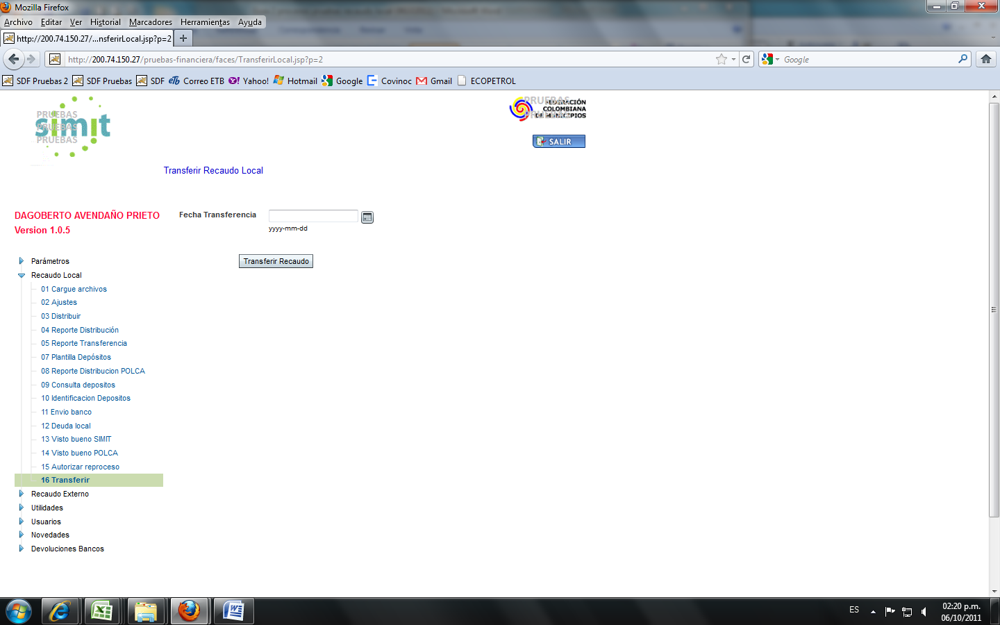 Mozilla Firefox
Archivo Editar Ver Historial Marcadores Herramientas Ayuda
http://200.74.150.27/...nsferirLocal.jsp?p=2
http://200.74.150.27/pruebas-financiera/faces/TransferirLocal.jsp?p=2
Google
SDF Pruebas 2 SDF Pruebas SDF Correo ETB Yahoo! Hotmail Google Covinoc Gmail ECOPETROL
PRUEBAS
PRUEBAS
PRUEBAS
simit
PRUEBAS
PRUEBAS
FEDERACIÓN
COLOMBIANA
DE MUNICIPIOS
SALIR
Transferir Recaudo Local
DAGOBERTO AVENDAÑO PRIETO
Version 1.0.5
Fecha Transferencia
yyyy-mm-dd
Transferir Recaudo
Parámetros
Recaudo Local
01 Cargue archivos
02 Ajustes
03 Distribuir
04 Reporte Distribución
05 Reporte Transferencia
07 Plantilla Depósitos
08 Reporte Distribucion POLCA
09 Consulta depositos
10 Identificacion Depositos
11 Envio banco
12 Deuda local
13 Visto bueno SIMIT
14 Visto bueno POLCA
15 Autorizar reproceso
16 Transferir
Recaudo Externo
Utilidades
Usuarios
Novedades
Devoluciones Bancos
ES
02:20 p.m.
06/10/2011